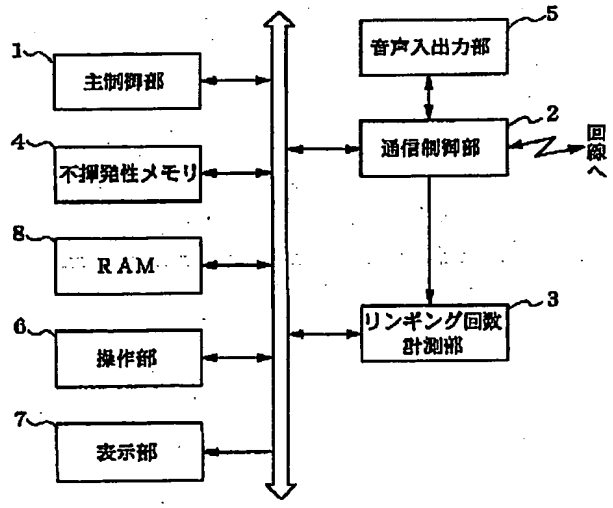 1
主制御部
4
不揮発性メモリ
8
RAM
6
操作部
7
表示部
5
音声入出力部
2
通信制御部
回線へ
3
リンギング回数
計測部